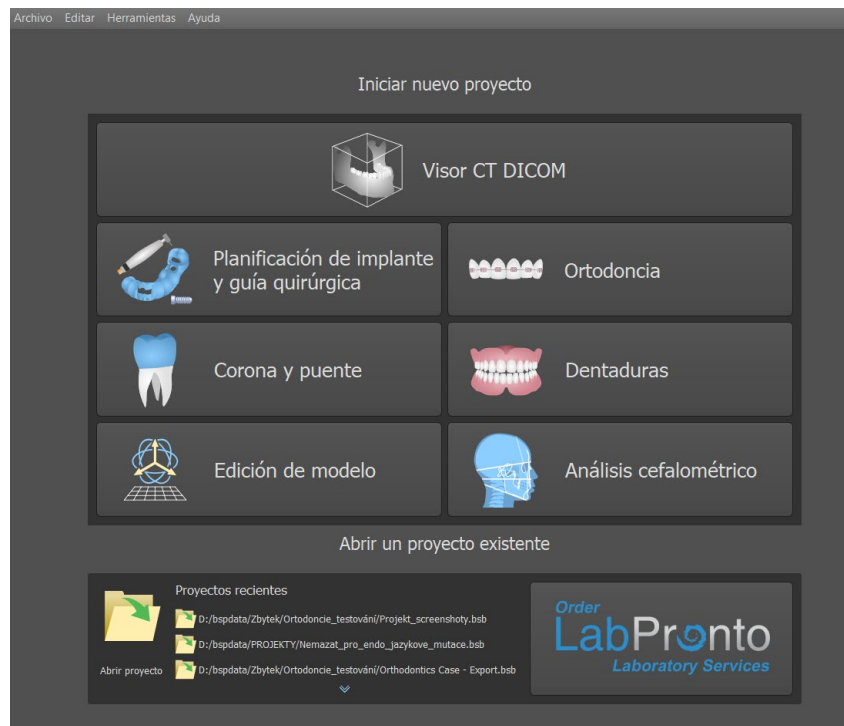 Archivo Editar Herramientas Ayuda
Iniciar nuevo proyecto
Visor CT DICOM
Planificación de implante
y guía quirúrgica
Ortodoncia
Corona y puente
Dentaduras
Edición de modelo
Análisis cefalométrico
Abrir un proyecto existente
Proyectos recientes
D:/bspdata/Zbytek/Ortodoncie_testování/Projekt_screenshoty.bsb
D:/bspdata/PROJEKTY/Nemazat_pro_endo_jazykove_mutace.bsb
D:/bspdata/Zbytek/Ortodoncie_testování/Orthodontics Case - Export.bsb
Abrir proyecto
Order
LabPronto
Laboratory Services